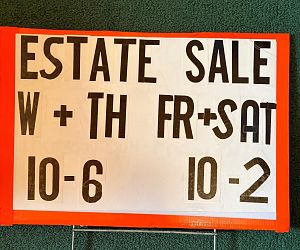 ESTATE SALE
W + TH FR+SAT
10-6 10-2